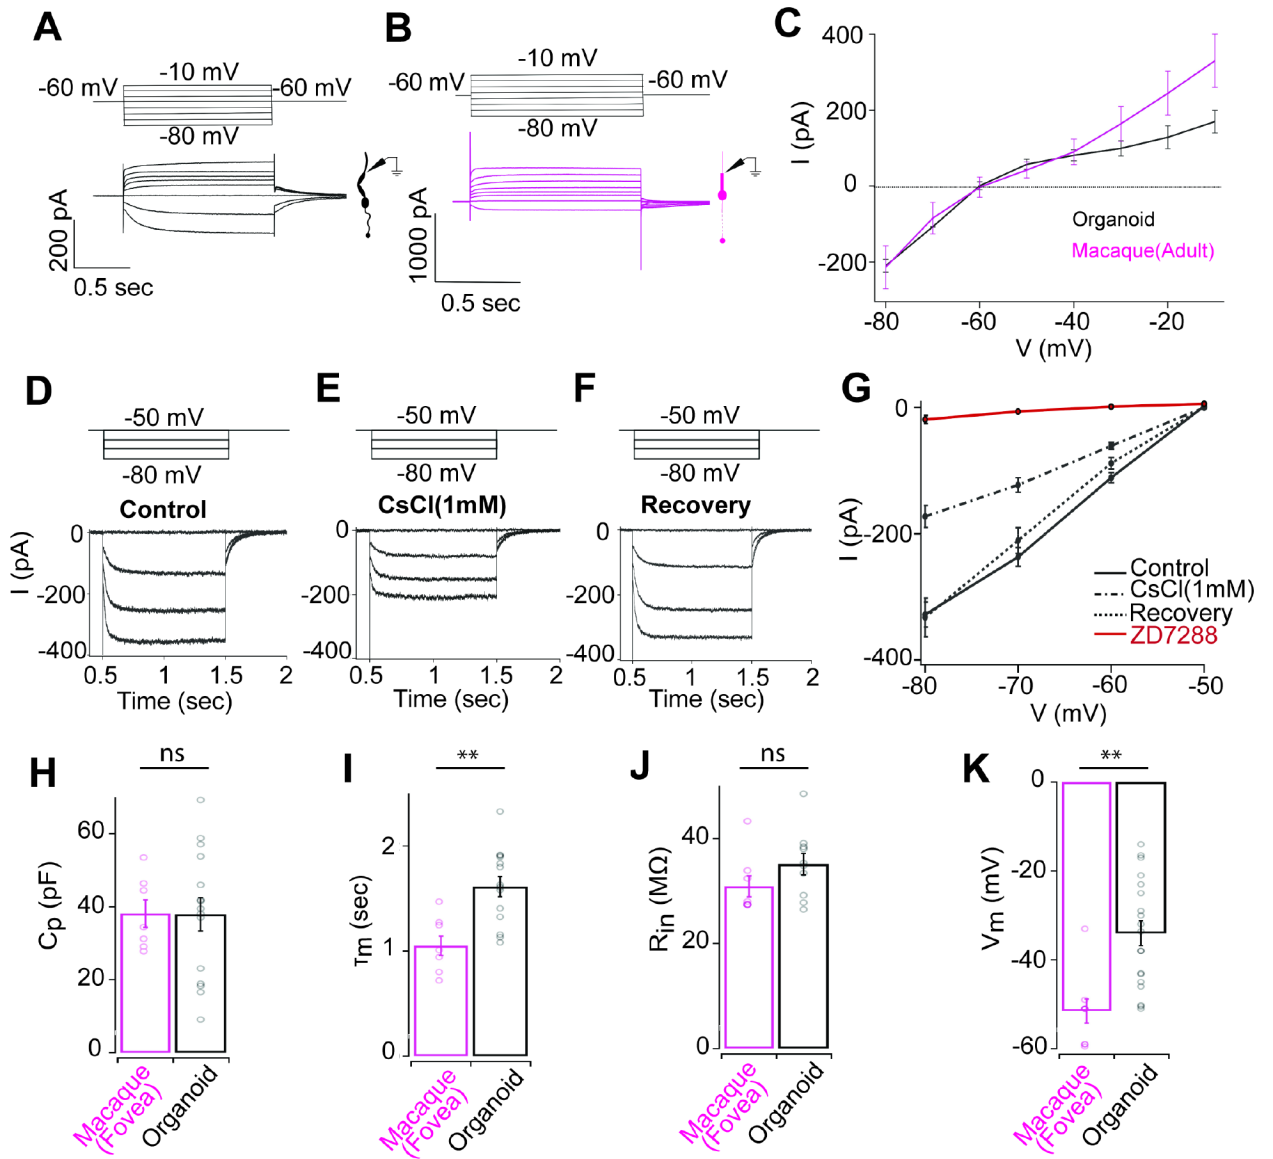 A
-10 mV
-60 mV
-60 mV
-80 mV
200 pA
0.5 sec
B
-10 mV
-60 mV
-60 mV
-80 mV
1000 pA
0.5 sec
C
400
200
0
-200
I (pA)
Organoid
Macaque(Adult)
-80
-60
-40
-20
V (mV)
D
-50 mV
-80 mV
Control
0
-200
-400
I (pA)
0.5
1
1.5
2
Time (sec)
E
-50 mV
-80 mV
CsCl(1mM)
0
-200
-400
0.5
1
1.5
2
Time (sec)
F
-50 mV
-80 mV
Recovery
0
-200
-400
0.5
1
1.5
2
Time (sec)
G
0
-200
-400
I (pA)
Control
CsCl(1mM)
Recovery
ZD7288
-80
-70
-60
-50
V (mV)
H
ns
60
40
20
0
Cp (pF)
Macaque
(Fovea)
Organoid
I
**
2
1
0
τm (sec)
Macaque
(Fovea)
Organoid
J
ns
40
20
0
Rin (MΩ)
Macaque
(Fovea)
Organoid
K
**
0
-20
-40
-60
Vm (mV)
Macaque
(Fovea)
Organoid